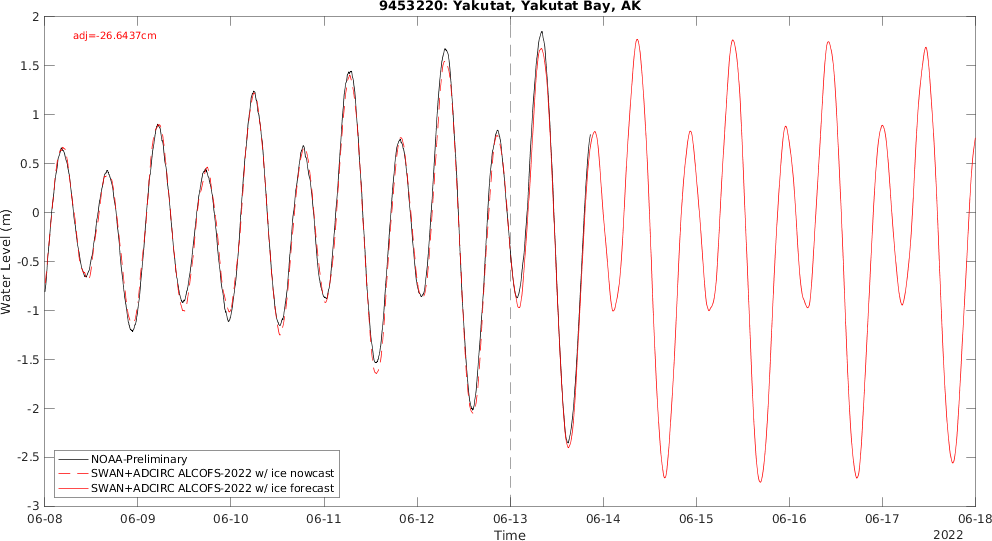 9453220: Yakutat, Yakutat Bay, AK
adj=-26.6437cm
2
1.5
1
0.5
0
-0.5
-1
-1.5
-2
-2.5
-3
Water Level (m)
NOAA-Preliminary
SWAN+ADCIRC ALCOFS-2022 w/ ice nowcast
SWAN+ADCIRC ALCOFS-2022 w/ ice forecast
06-08 06-09 06-10 06-11 06-12 06-13 06-14 06-15 06-16 06-17 06-18
Time
2022